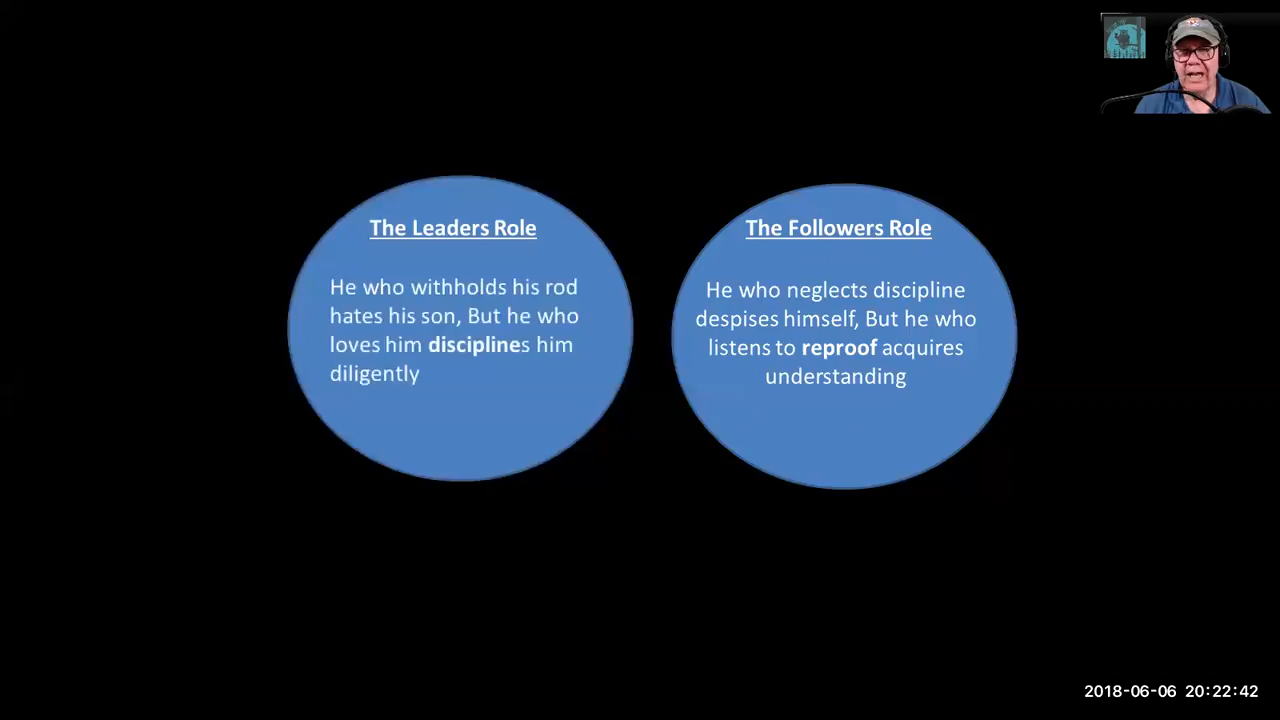 The Leaders Role
He who withholds his rod
hates his son, But he who
loves him disciplines him
diligently
The Followers Role
He who neglects discipline
despises himself, But he who
listens to reproof acquires
understanding
2018-06-06 20:22:42